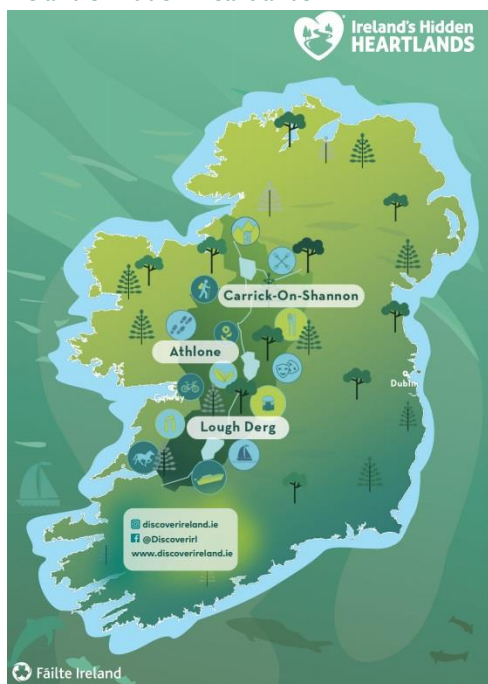 Ireland's Hidden
HEARTLANDS
Carrick-On-Shannon
Athlone
Dublin
Lough Derg
discoverireland.ie
@Discoverirl
www.discoverireland.ie
Fáilte Ireland